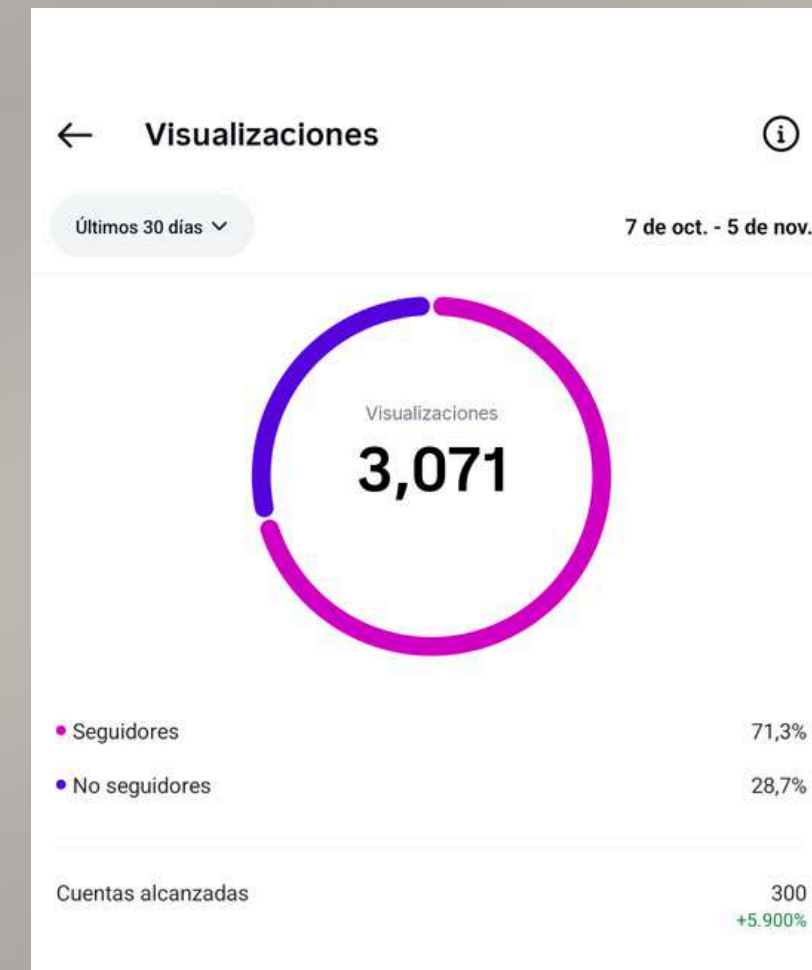 Visualizaciones
Últimos 30 días
7 de oct. - 5 de nov.
Visualizaciones
3,071
Seguidores 71,3%
No seguidores 28,7%
Cuentas alcanzadas 300
+5.900%